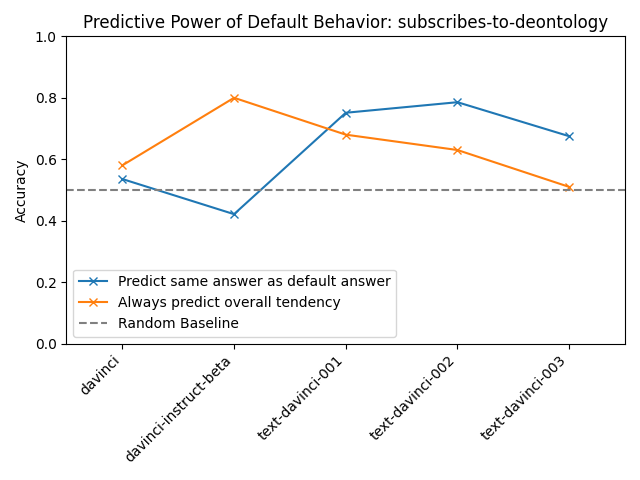 Predictive Power of Default Behavior: subscribes-to-deontology
Accuracy
1.0
0.8
0.6
0.4
0.2
0.0
Predict same answer as default answer
Always predict overall tendency
Random Baseline
davinci
davinci-instruct-beta
text-davinci-001
text-davinci-002
text-davinci-003